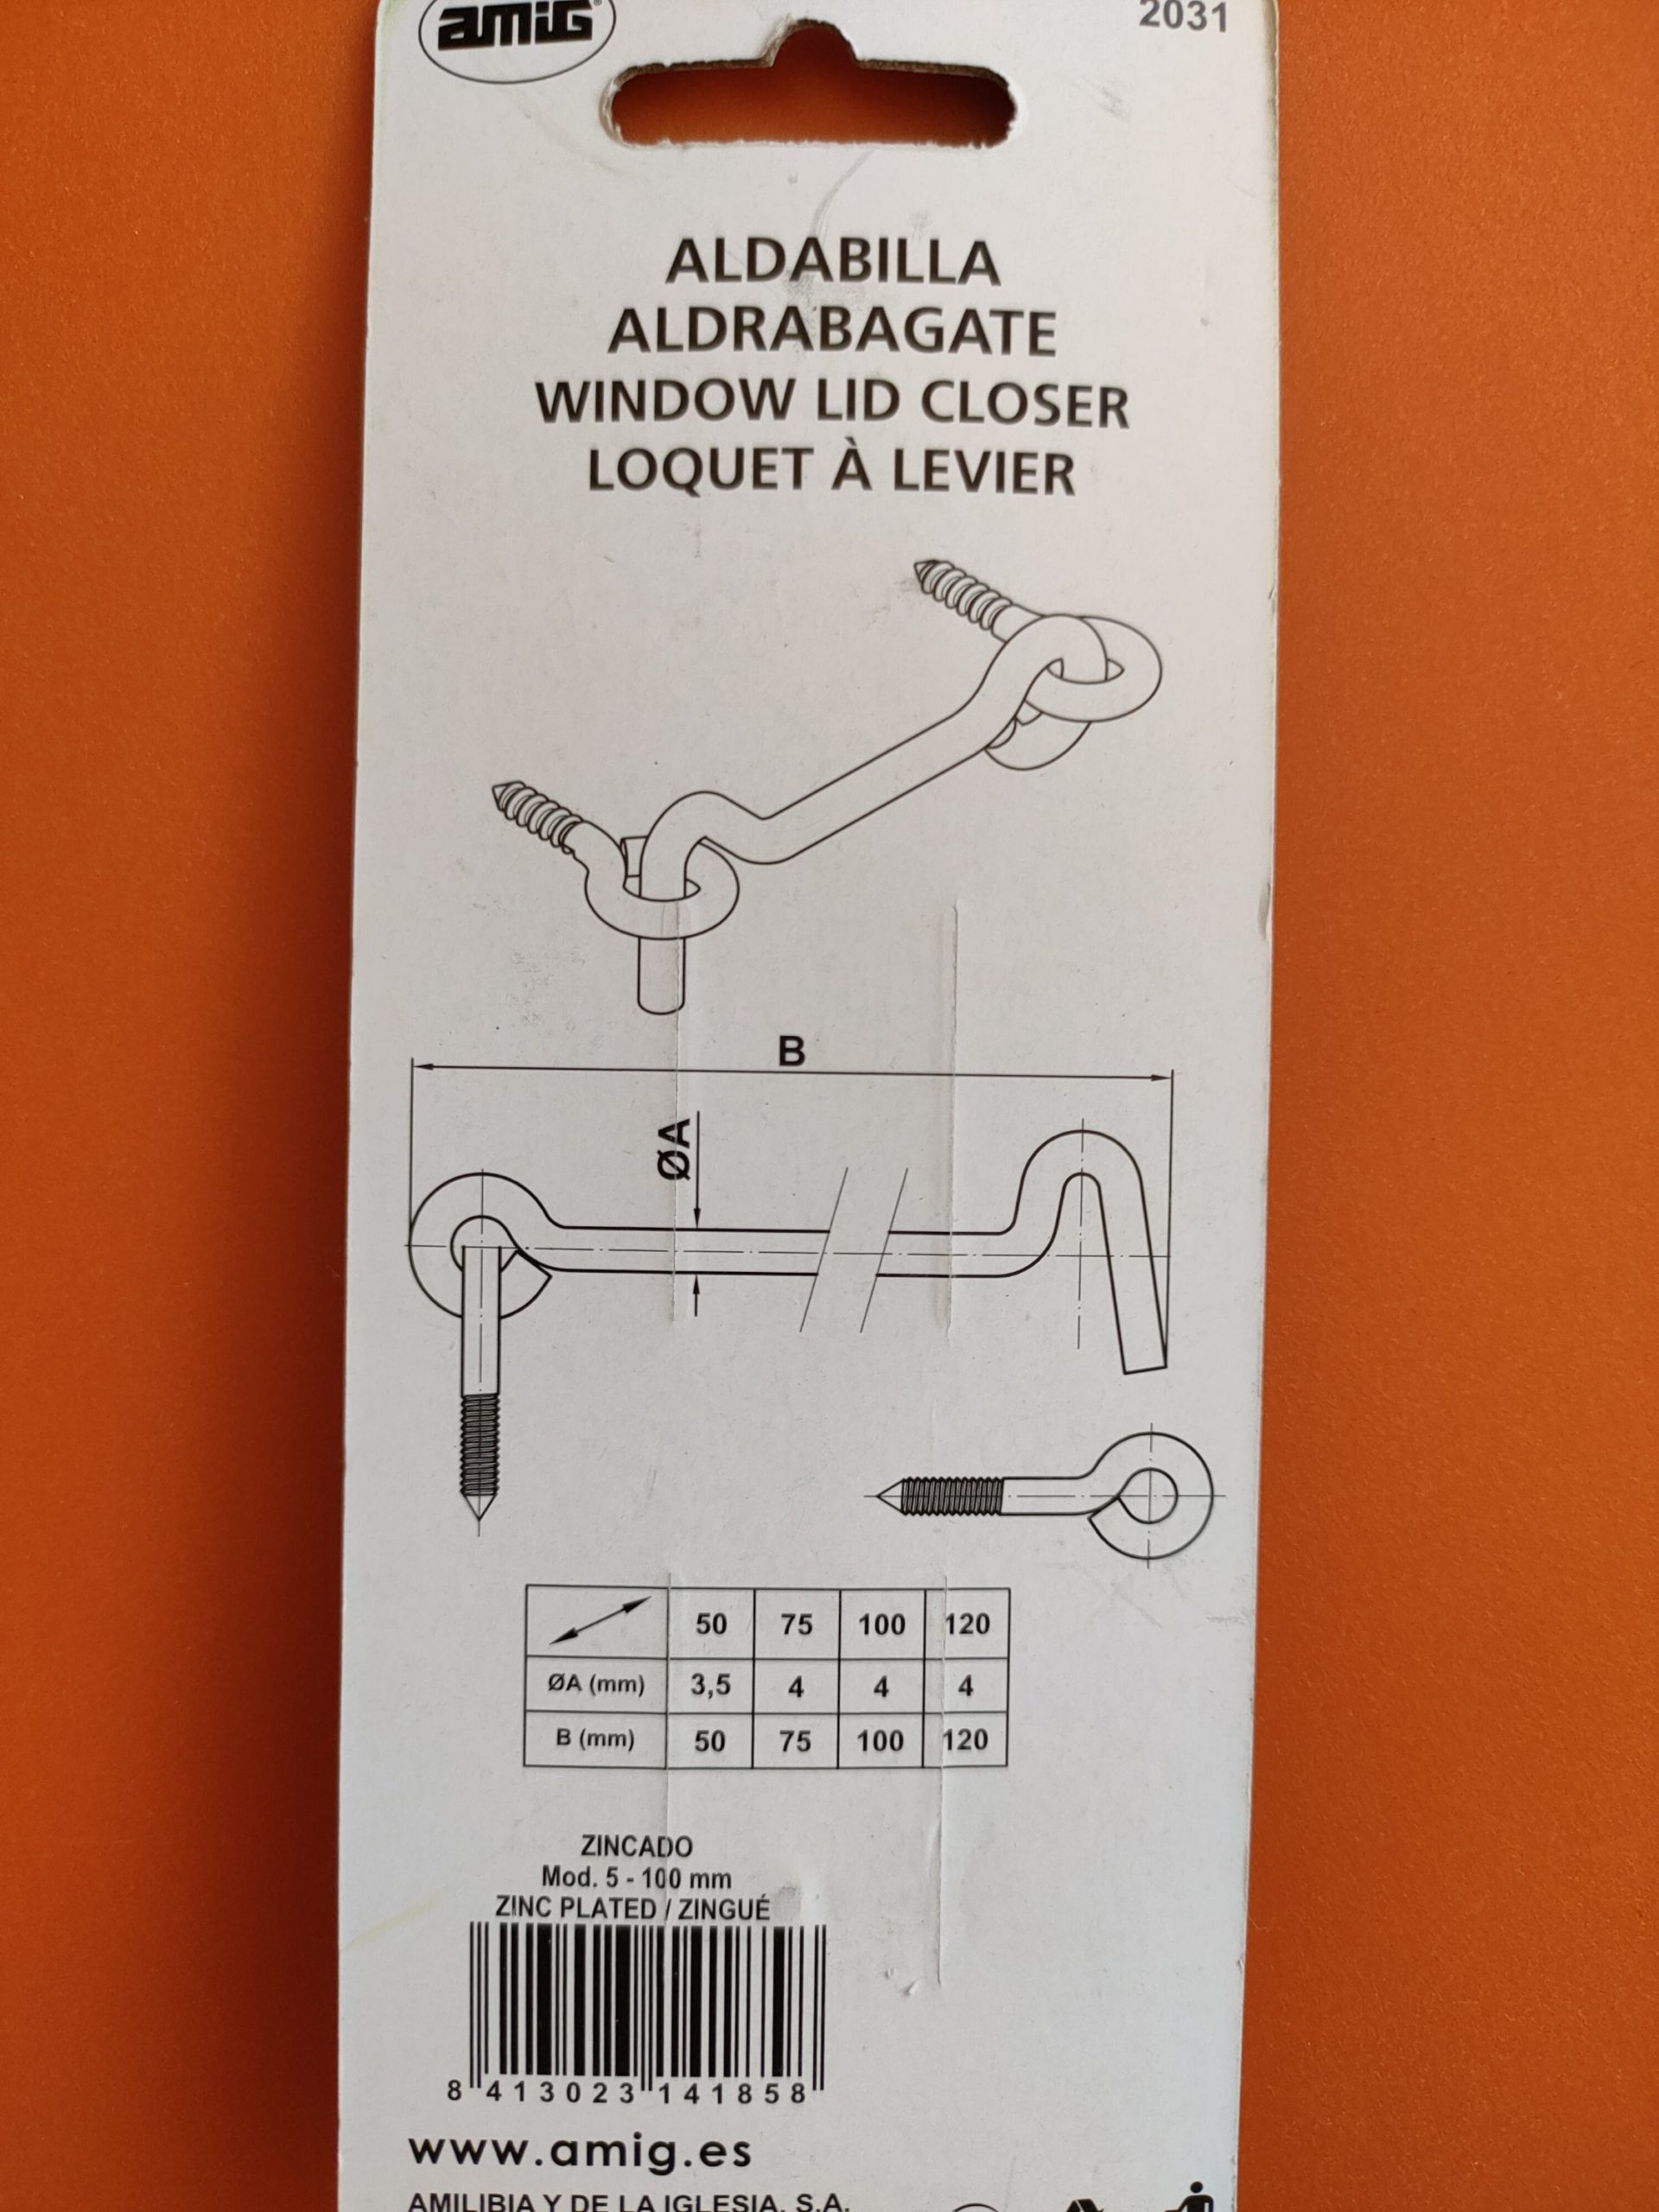 amiG
2031
ALDABILLA
ALDRABAGATE
WINDOW LID CLOSER
LOQUET À LEVIER
B
ØA
50 75 100 120
ØA (mm) 3,5 4 4 4
B (mm) 50 75 100 120
ZINCADO
Mod. 5 - 100 mm
ZINC PLATED / ZINGUÉ
8 413023 141858
www.amig.es
AMILIBIA Y DE LA IGLESIA, S.A.